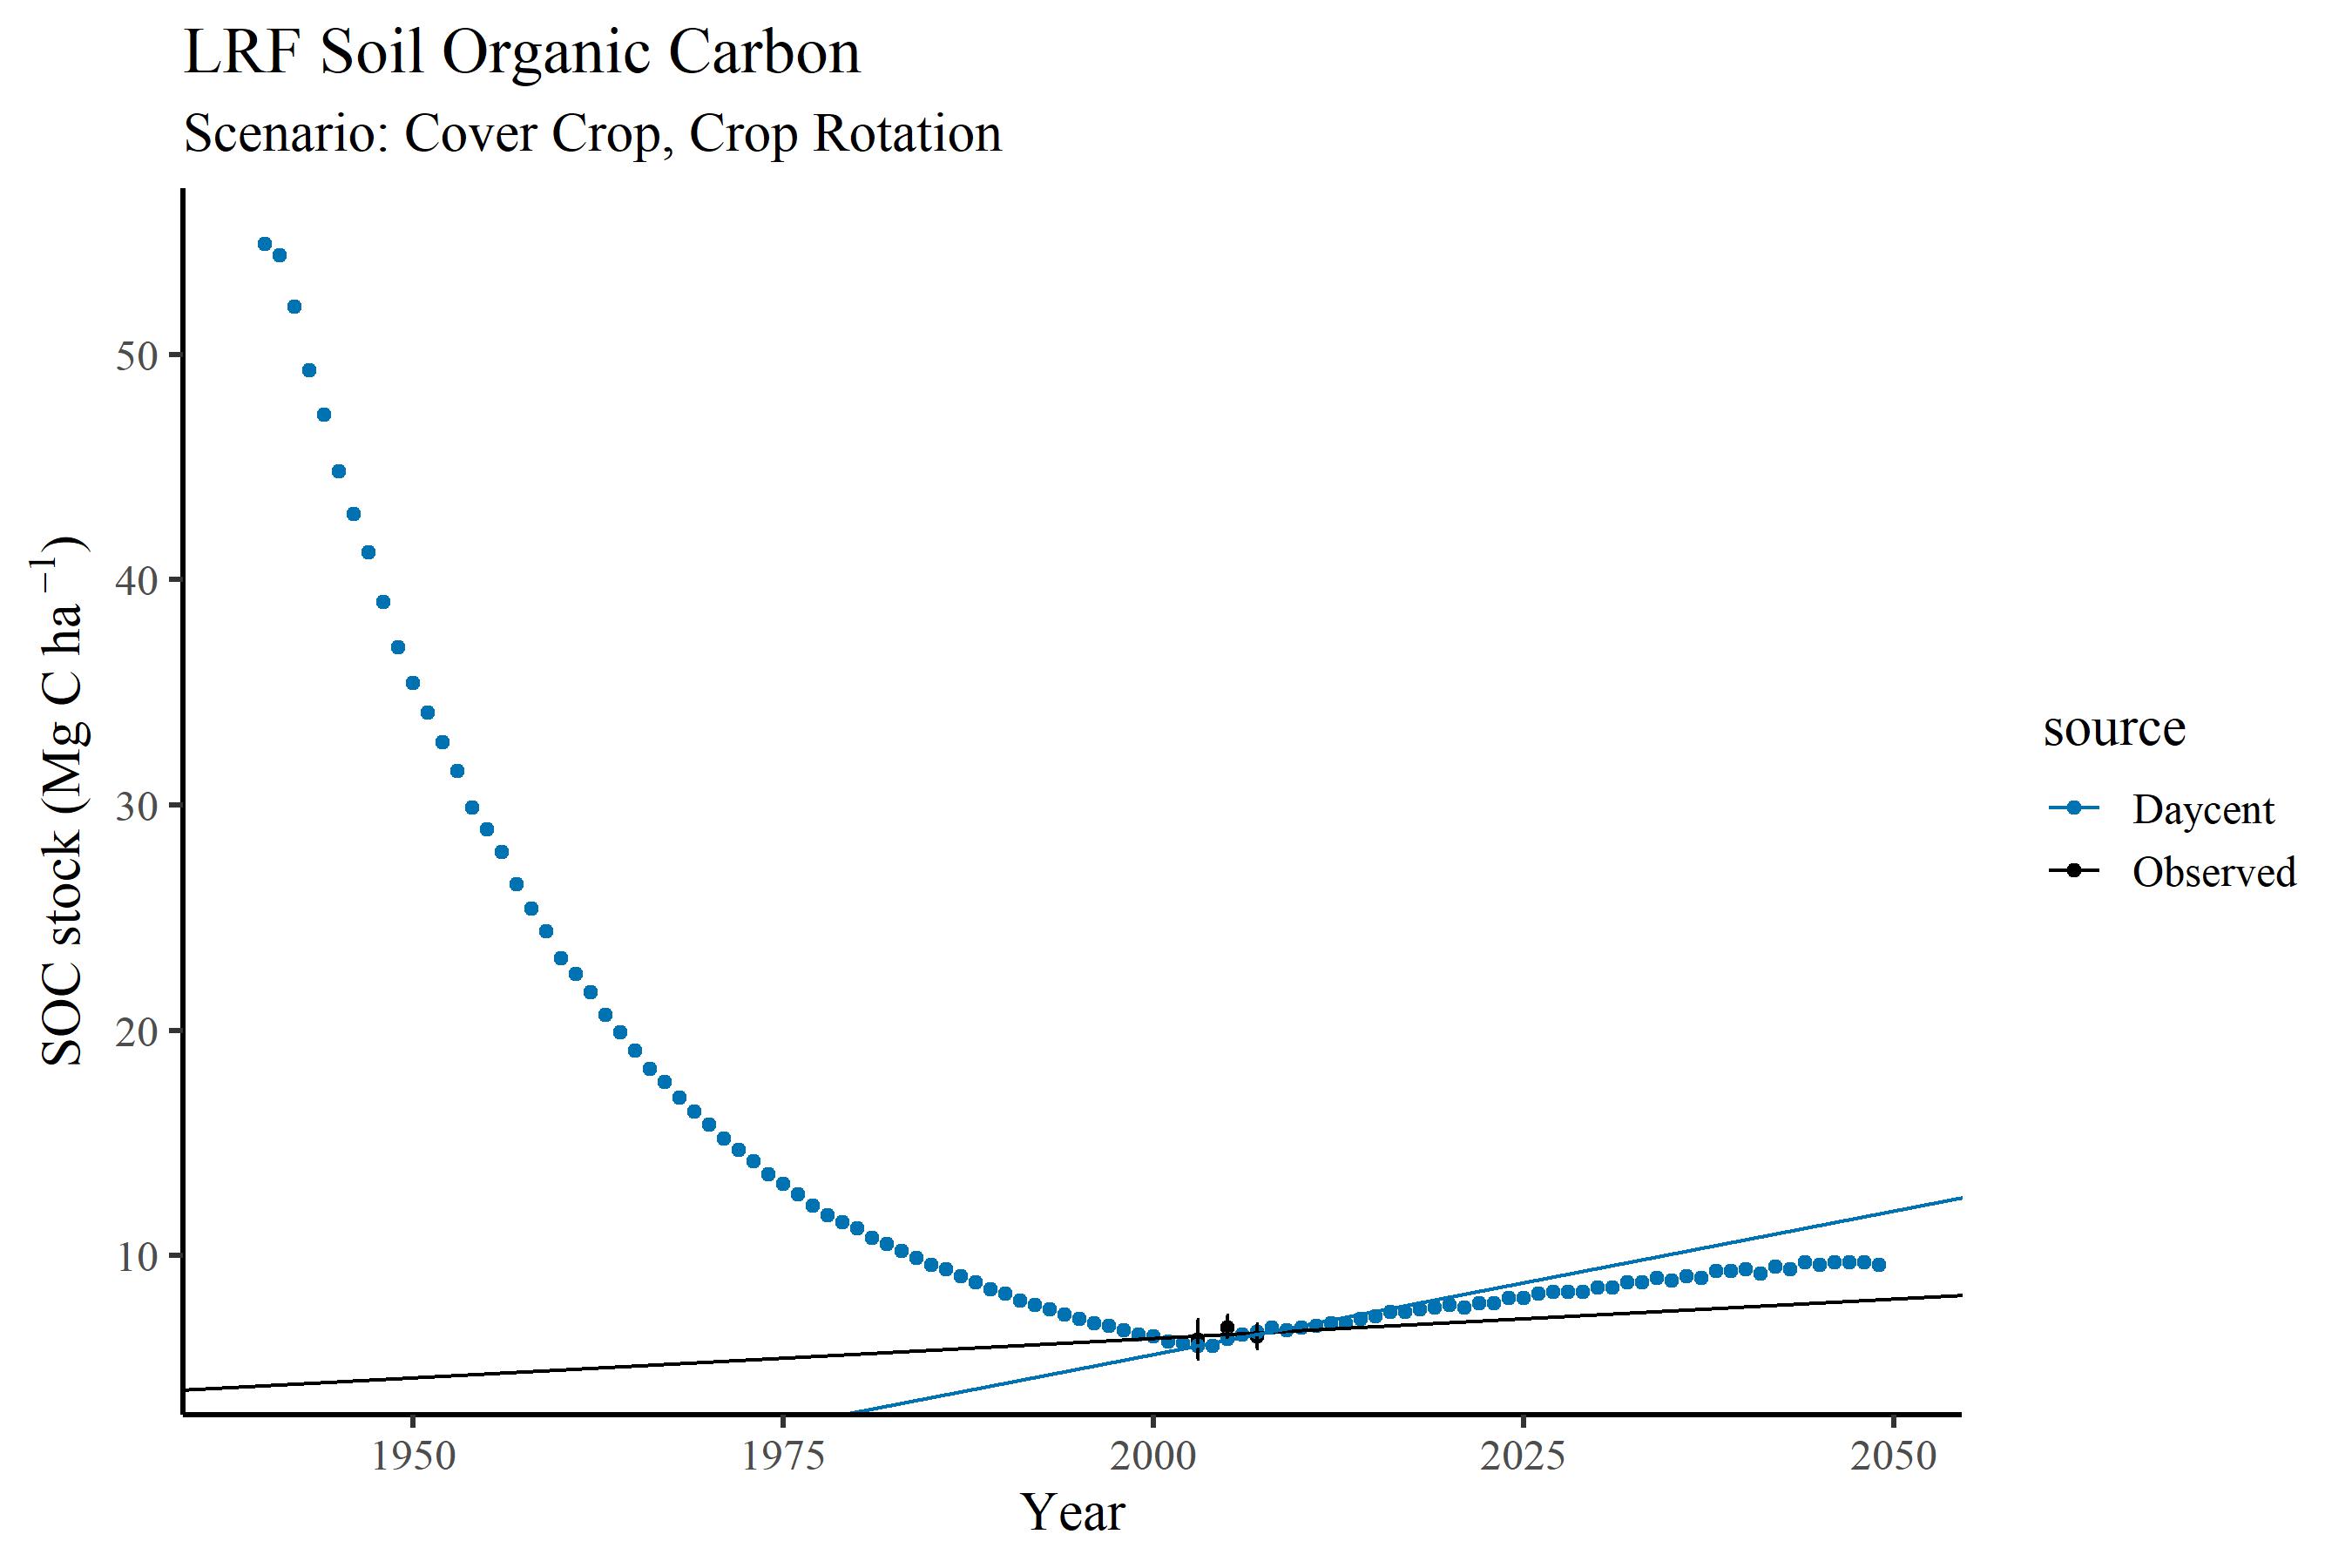 LRF Soil Organic Carbon
Scenario: Cover Crop, Crop Rotation
SOC stock (Mg C ha⁻¹)
50
40
30
20
10
1950
1975
2000
2025
2050
Year
source
Daycent
Observed